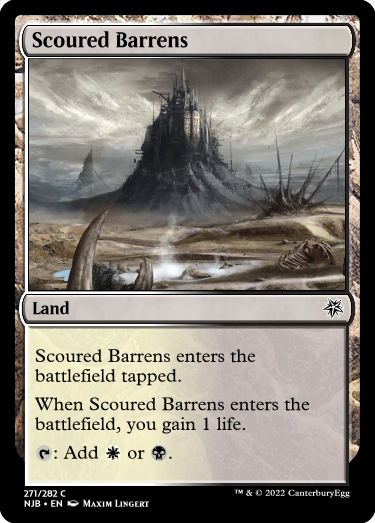 Scoured Barrens
Land
Scoured Barrens enters the
battlefield tapped.
When Scoured Barrens enters the
battlefield, you gain 1 life.
: Add or .
271/282 C
NJB • EN Maxim Lingert
™ & © 2022 CanterburyEgg